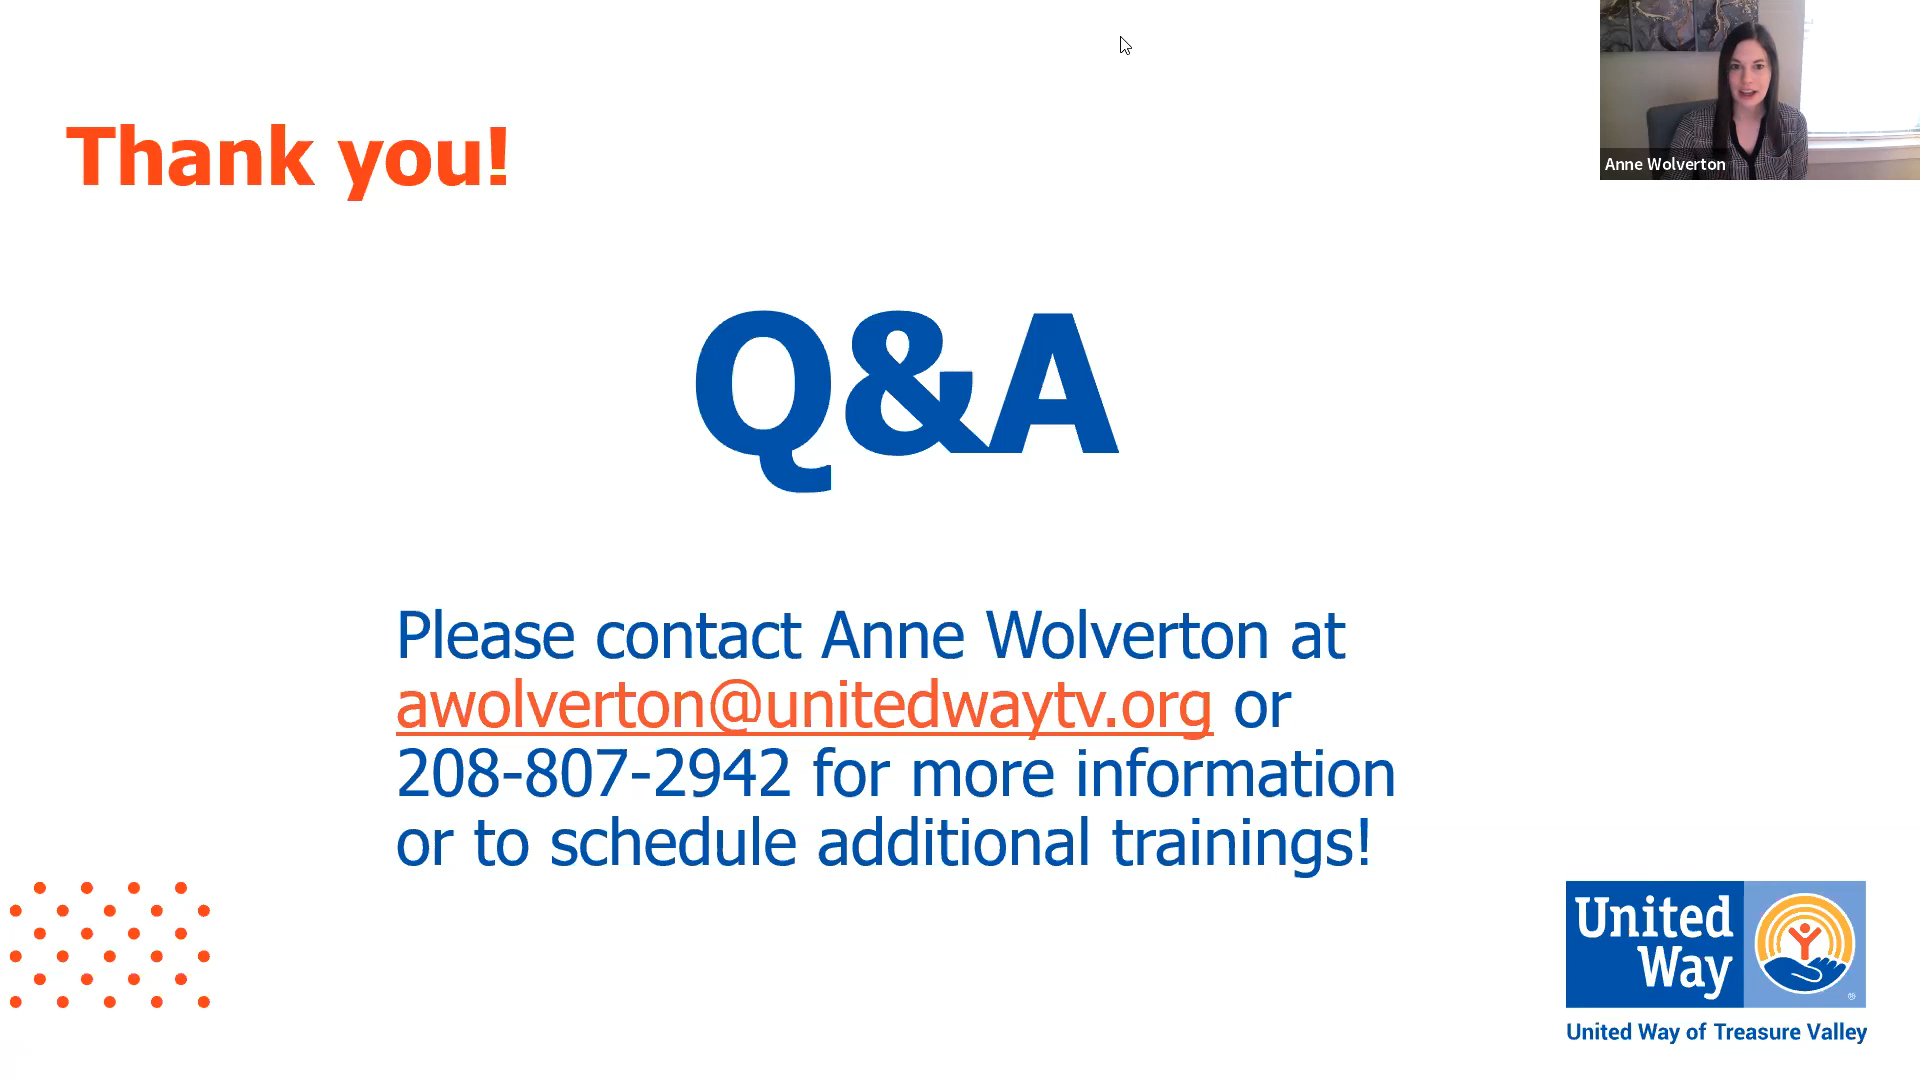 Thank you!
Anne Wolverton
Q&A
Please contact Anne Wolverton at
awolverton@unitedwaytv.org or
208-807-2942 for more information
or to schedule additional trainings!
United
Way
®
United Way of Treasure Valley